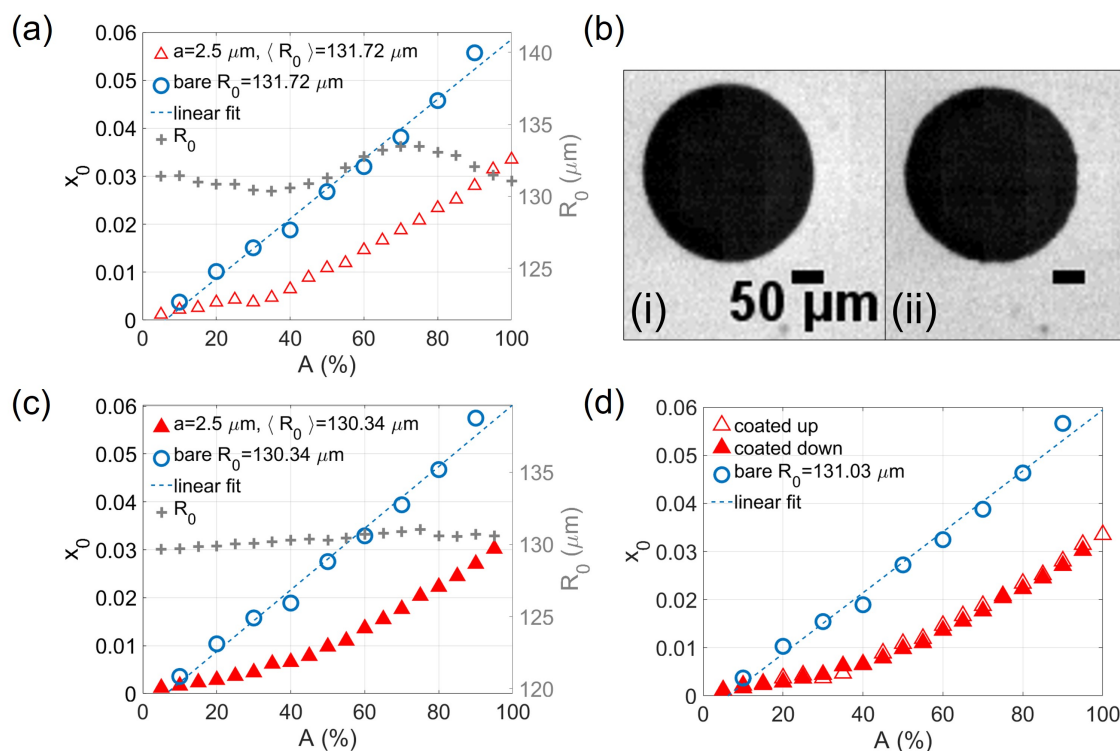 (a)
0.06
0.05
0.04
0.03
0.02
0.01
0
x₀
a=2.5 μm, ⟨ R₀ ⟩=131.72 μm
bare R₀=131.72 μm
linear fit
R₀
140
135
130
125
R₀ (μm)
0 20 40 60 80 100
A (%)
(b)
50 μm
(i)
(ii)
(c)
0.06
0.05
0.04
0.03
0.02
0.01
0
x₀
a=2.5 μm, ⟨ R₀ ⟩=130.34 μm
bare R₀=130.34 μm
linear fit
R₀
135
130
125
120
R₀ (μm)
0 20 40 60 80 100
A (%)
(d)
0.06
0.05
0.04
0.03
0.02
0.01
0
x₀
coated up
coated down
bare R₀=131.03 μm
linear fit
0 20 40 60 80 100
A (%)